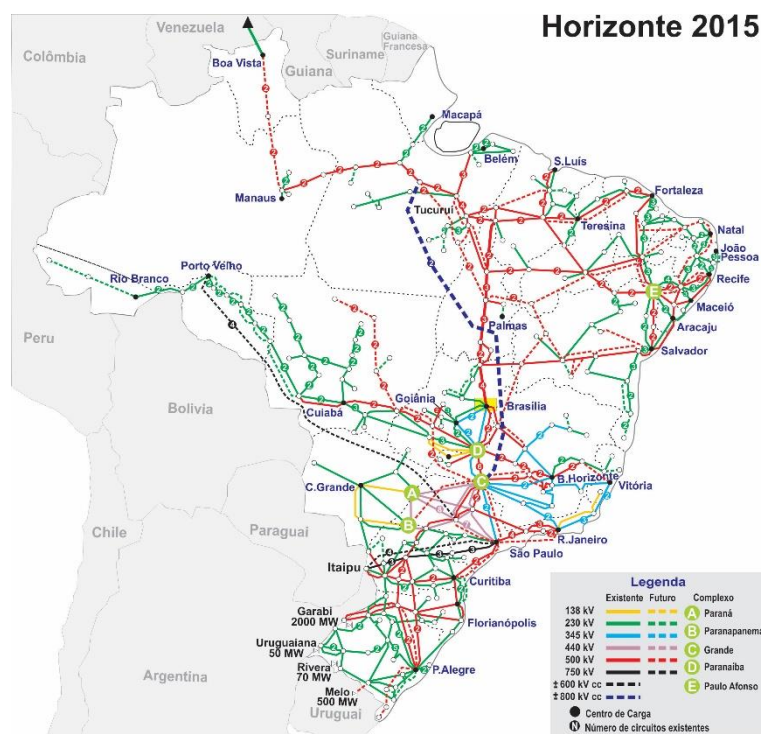 Horizonte 2015
Venezuela
Guiana
Francesa
Colômbia
Suriname
Boa Vista
Guiana
Macapá
Belém
S.Luís
Manaus
Fortaleza
Tucuruí
Teresina
Natal
João
Pessoa
Porto Velho
Recife
Rio Branco
E
Maceió
Palmas
Aracaju
Peru
Salvador
Goiânia
Brasília
Bolívia
Cuiabá
D
B.Horizonte
C
Vitória
C.Grande
A
B
R.Janeiro
Chile
Paraguai
São Paulo
Itaipu
Curitiba
Garabi
2000 MW
Florianópolis
Uruguaiana
50 MW
Rivera
70 MW
P.Alegre
Melo
500 MW
Argentina
Uruguai
Legenda
Existente Futuro Complexo
138 kV A Paraná
230 kV
345 kV B Paranapanema
440 kV C Grande
500 kV D Paranaiba
750 kV
±600 kV cc E Paulo Afonso
±800 kV cc
Centro de Carga
N Número de circuitos existentes